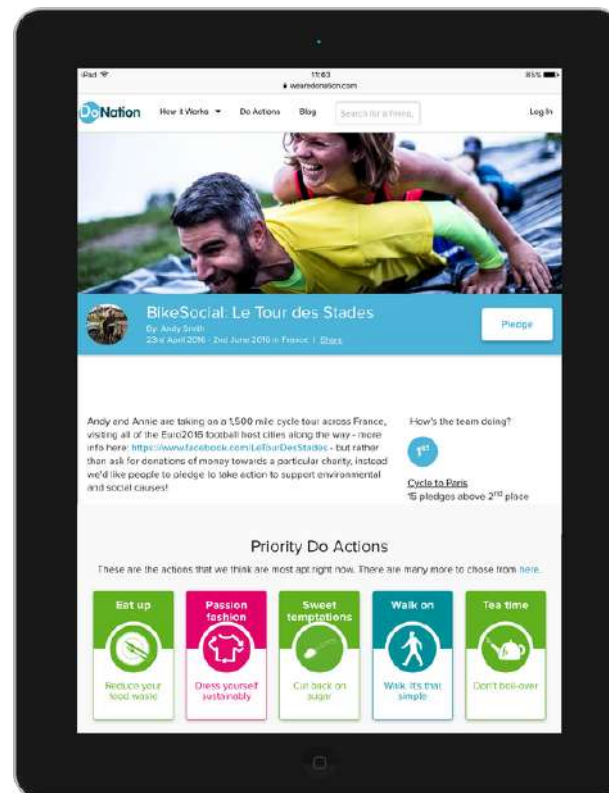 iPad
11:03
85%
wearedonation.com
DoNation
How it Works
Do Actions
Blog
Search for a friend,
Log In
BikeSocial: Le Tour des Stades
By: Andy Smith
23rd April 2016 - 2nd June 2016 in France | Share
Pledge
Andy and Annie are taking on a 1,500 mile cycle tour across France,
visiting all of the Euro2016 football host cities along the way - more
info here: https://www.facebook.com/LeTourDesStades - but rather
than ask for donations of money towards a particular charity, instead
we'd like people to pledge to take action to support environmental
and social causes!
How's the team doing?
1st
Cycle to Paris
15 pledges above 2nd place
Priority Do Actions
These are the actions that we think are most apt right now. There are many more to chose from here.
Eat up
Reduce your
food waste
Passion
fashion
Dress yourself
sustainably
Sweet
temptations
Cut back on
sugar
Walk on
Walk. It's that
simple
Tea time
Don't boil-over